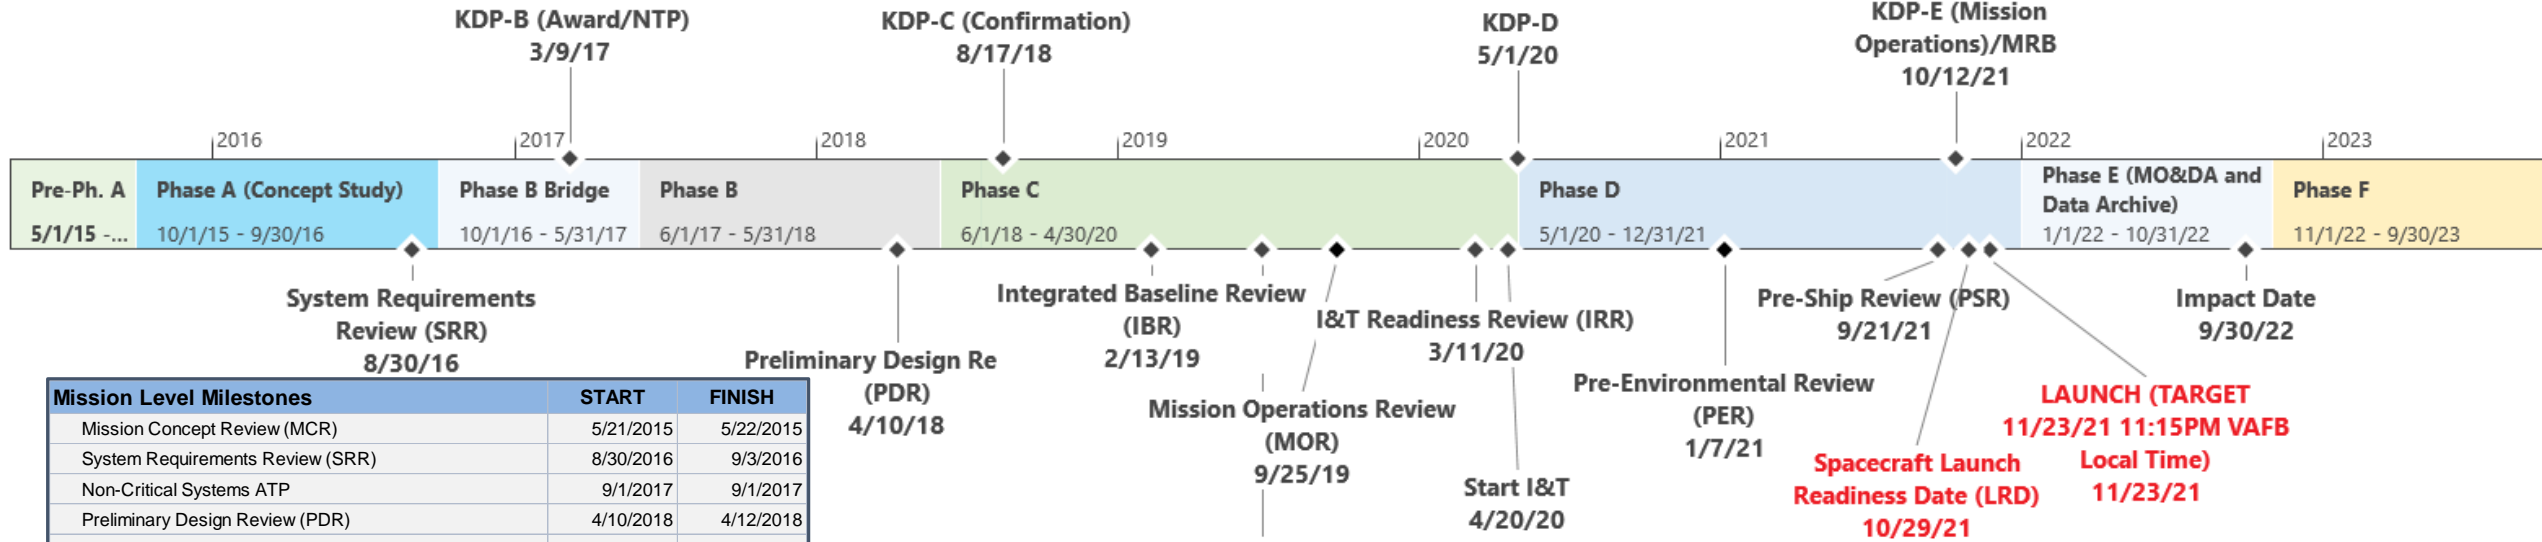 KDP-B (Award/NTP)
3/9/17
KDP-C (Confirmation)
8/17/18
KDP-D
5/1/20
KDP-E (Mission
Operations)/MRB
10/12/21
2016
2017
2018
2019
2020
2021
2022
2023
Pre-Ph. A
5/1/15 -...
Phase A (Concept Study)
10/1/15 - 9/30/16
Phase B Bridge
10/1/16 - 5/31/17
Phase B
6/1/17 - 5/31/18
Phase C
6/1/18 - 4/30/20
Phase D
5/1/20 - 12/31/21
Phase E (MO&DA and
Data Archive)
1/1/22 - 10/31/22
Phase F
11/1/22 - 9/30/23
System Requirements
Review (SRR)
8/30/16
Preliminary Design Re
(PDR)
4/10/18
Integrated Baseline Review
(IBR)
2/13/19
Mission Operations Review
(MOR)
9/25/19
I&T Readiness Review (IRR)
3/11/20
Start I&T
4/20/20
Pre-Environmental Review
(PER)
1/7/21
Pre-Ship Review (PSR)
9/21/21
Spacecraft Launch
Readiness Date (LRD)
10/29/21
LAUNCH (TARGET
11/23/21 11:15PM VAFB
Local Time)
11/23/21
Impact Date
9/30/22
Mission Level Milestones START FINISH
Mission Concept Review (MCR) 5/21/2015 5/22/2015
System Requirements Review (SRR) 8/30/2016 9/3/2016
Non-Critical Systems ATP 9/1/2017 9/1/2017
Preliminary Design Review (PDR) 4/10/2018 4/12/2018